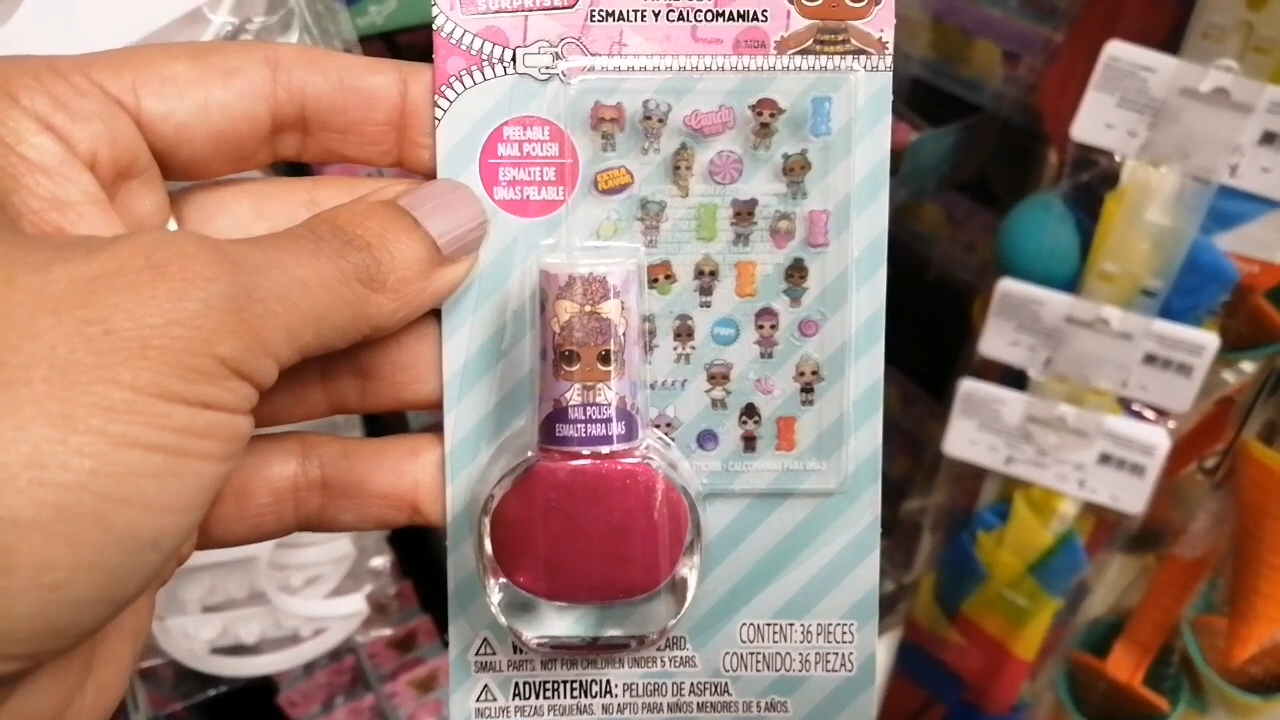 SURPRISE!
ESMALTE Y CALCOMANIAS
MGA
PEELABLE
NAIL POLISH
ESMALTE DE
UÑAS PELABLE
Candy
EXTRA
FLAVOR
POP!
NAIL POLISH
ESMALTE PARA UÑAS
CALCOMANIAS PARA UÑAS
SMALL PARTS. NOT FOR CHILDREN UNDER 5 YEARS.
CONTENT: 36 PIECES
CONTENIDO: 36 PIEZAS
ADVERTENCIA: PELIGRO DE ASFIXIA.
INCLUYE PIEZAS PEQUEÑAS. NO APTO PARA NIÑOS MENORES DE 5 AÑOS.